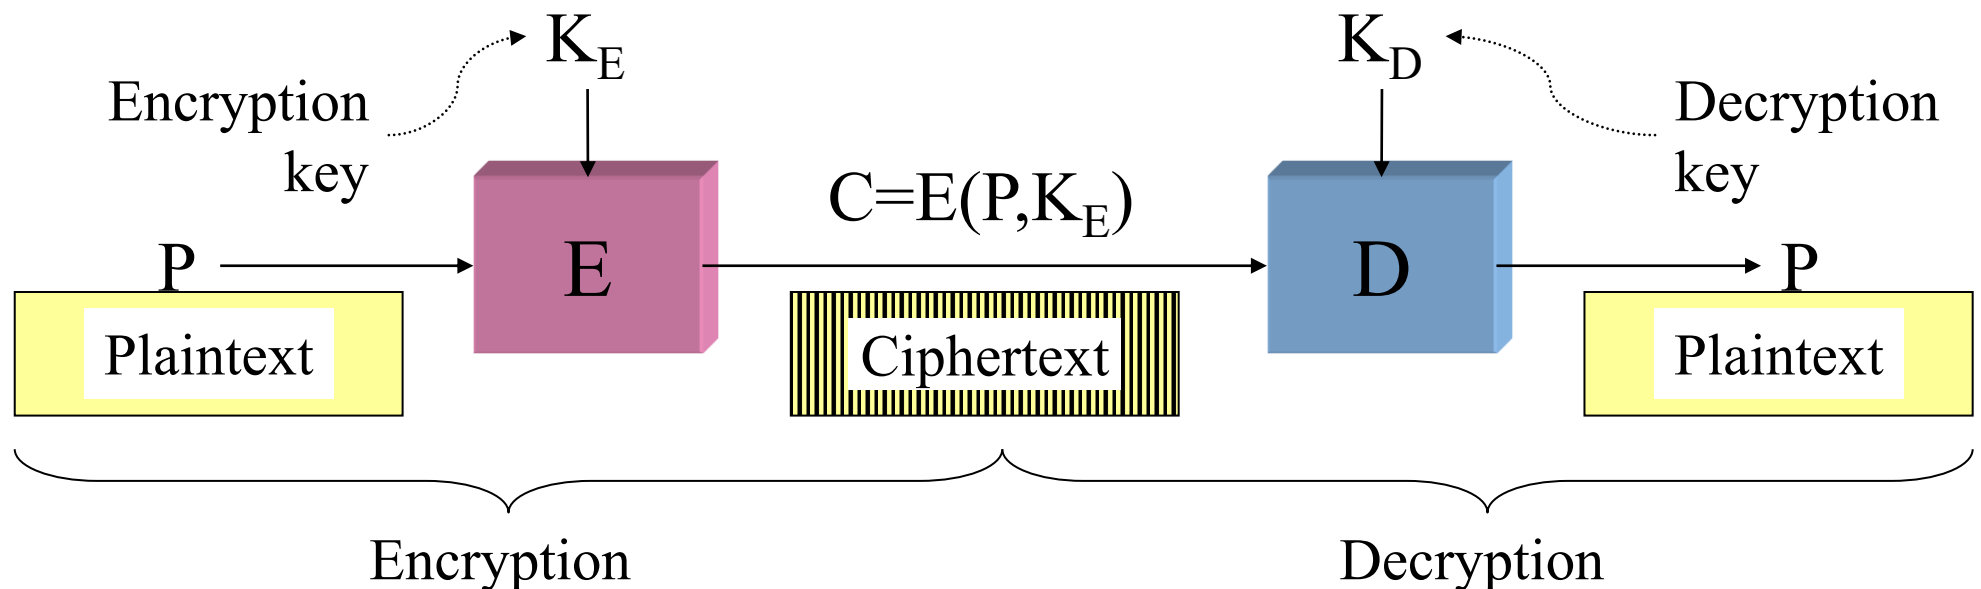 K_E
K_D
Encryption
key
Decryption
key
C=E(P,K_E)
P
E
D
P
Plaintext
Ciphertext
Plaintext
Encryption
Decryption